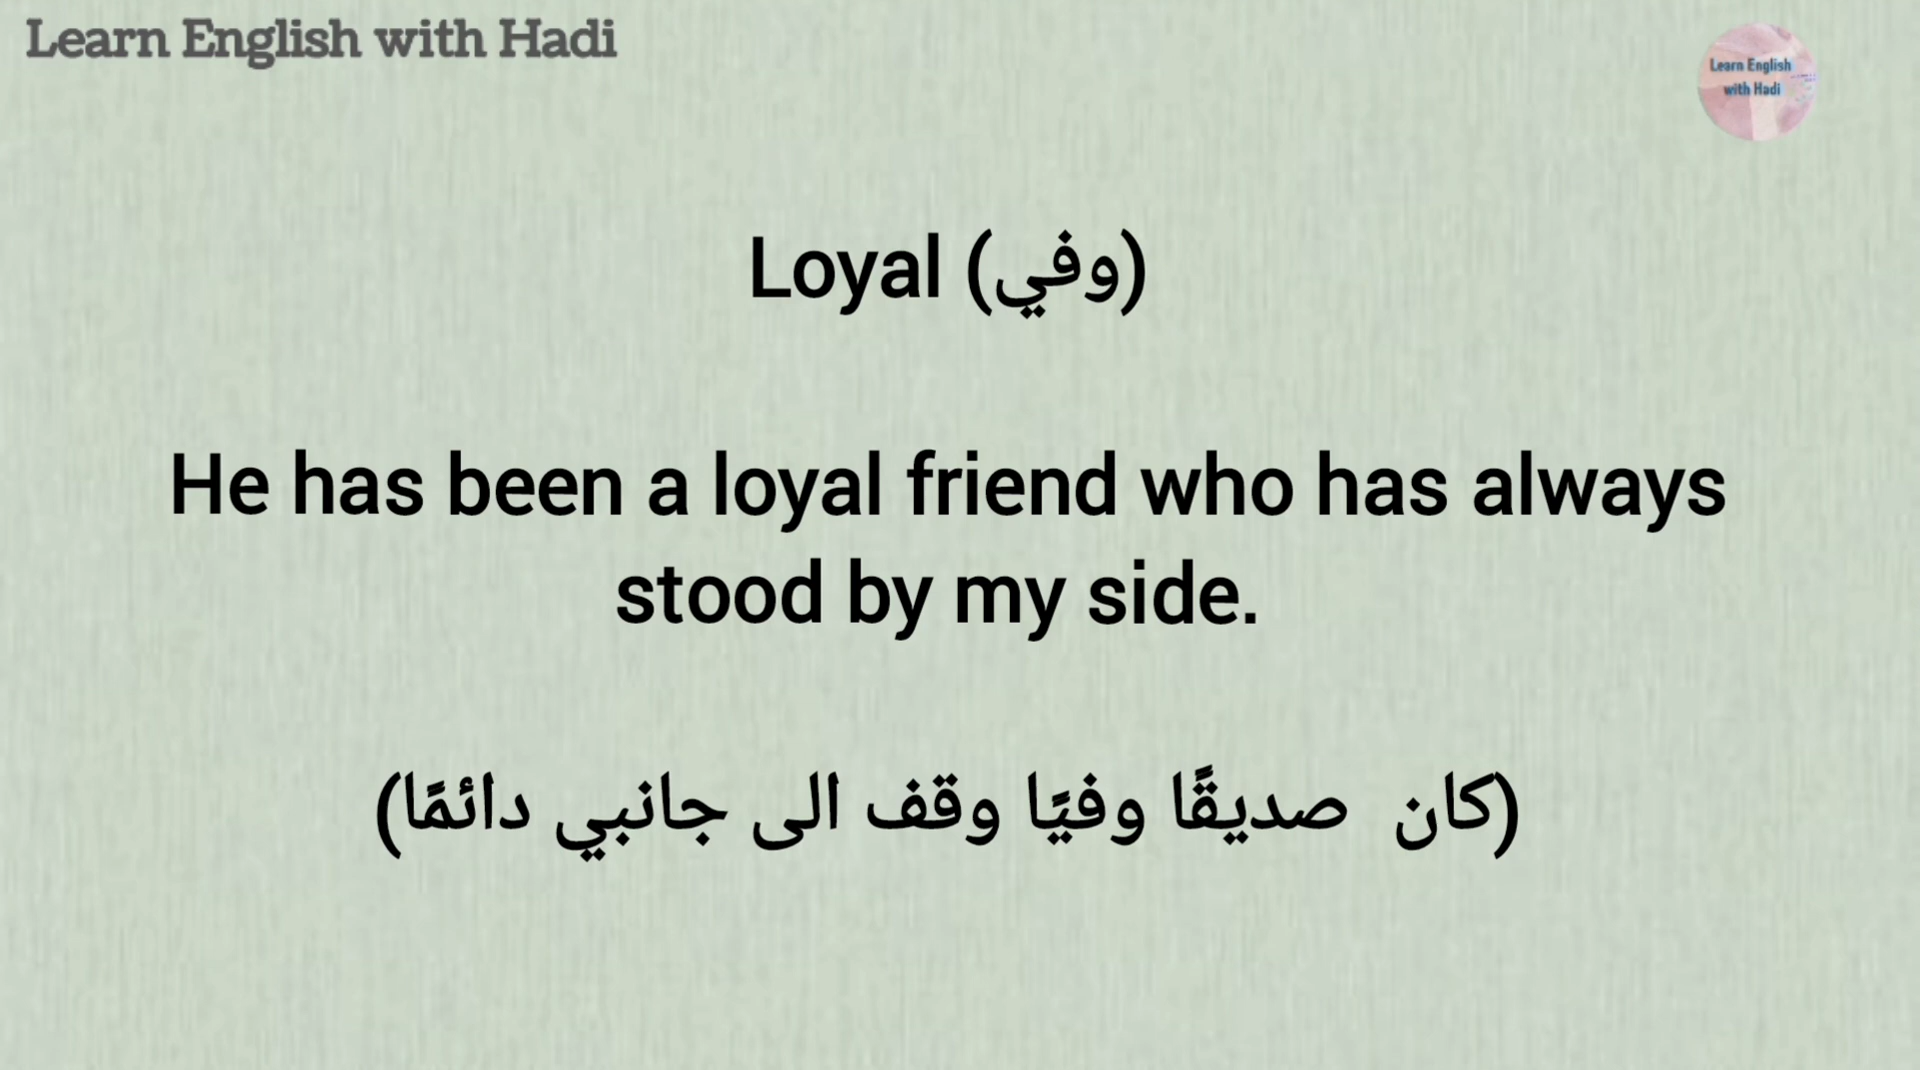 Learn English with Hadi
Learn English
with Hadi
Loyal (وفي)
He has been a loyal friend who has always
stood by my side.
(كان صديقًا وفيًا وقف الى جانبي دائمًا)